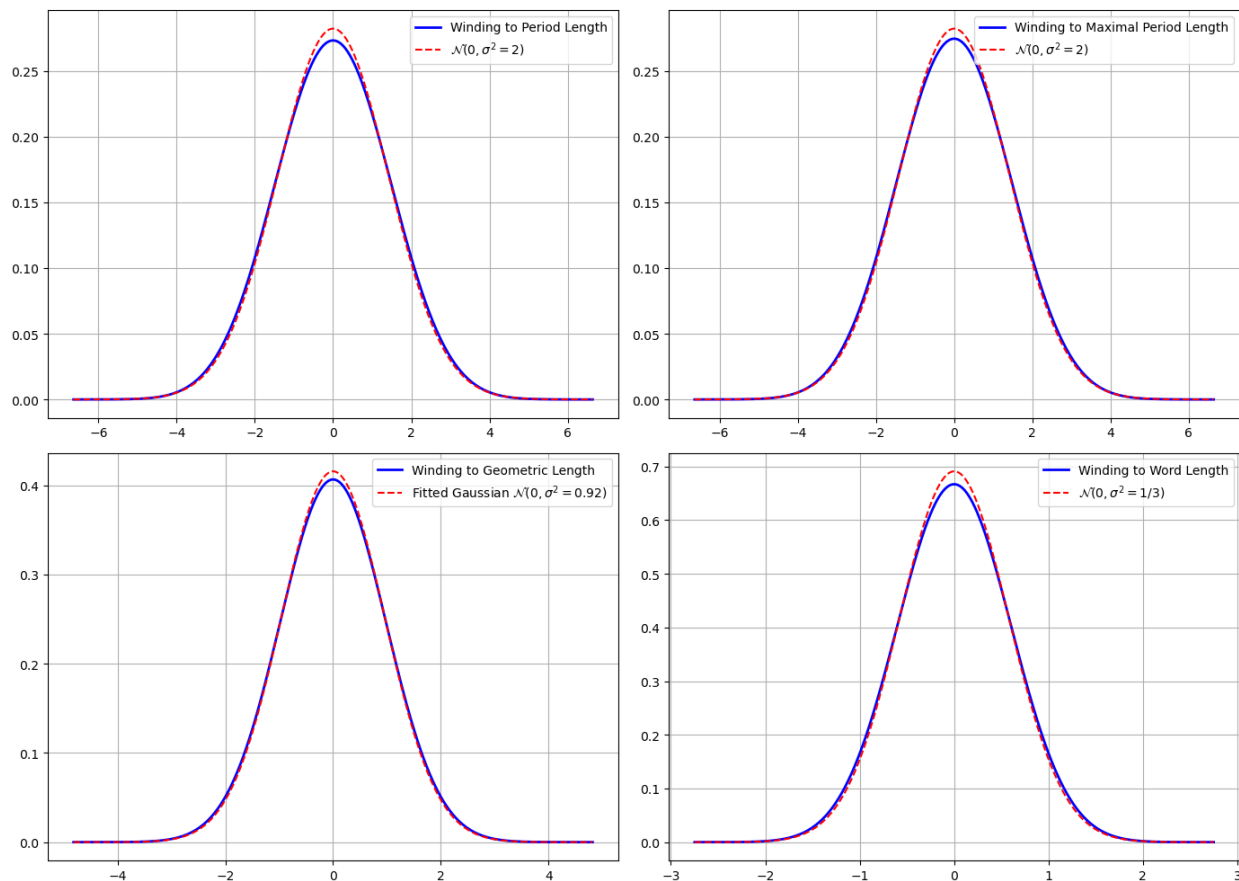 Winding to Period Length
𝒩(0, σ² = 2)
0.25
0.20
0.15
0.10
0.05
0.00
−6 −4 −2 0 2 4 6
Winding to Maximal Period Length
𝒩(0, σ² = 2)
0.25
0.20
0.15
0.10
0.05
0.00
−6 −4 −2 0 2 4 6
Winding to Geometric Length
Fitted Gaussian 𝒩(0, σ² = 0.92)
0.4
0.3
0.2
0.1
0.0
−4 −2 0 2 4
Winding to Word Length
𝒩(0, σ² = 1/3)
0.7
0.6
0.5
0.4
0.3
0.2
0.1
0.0
−3 −2 −1 0 1 2 3